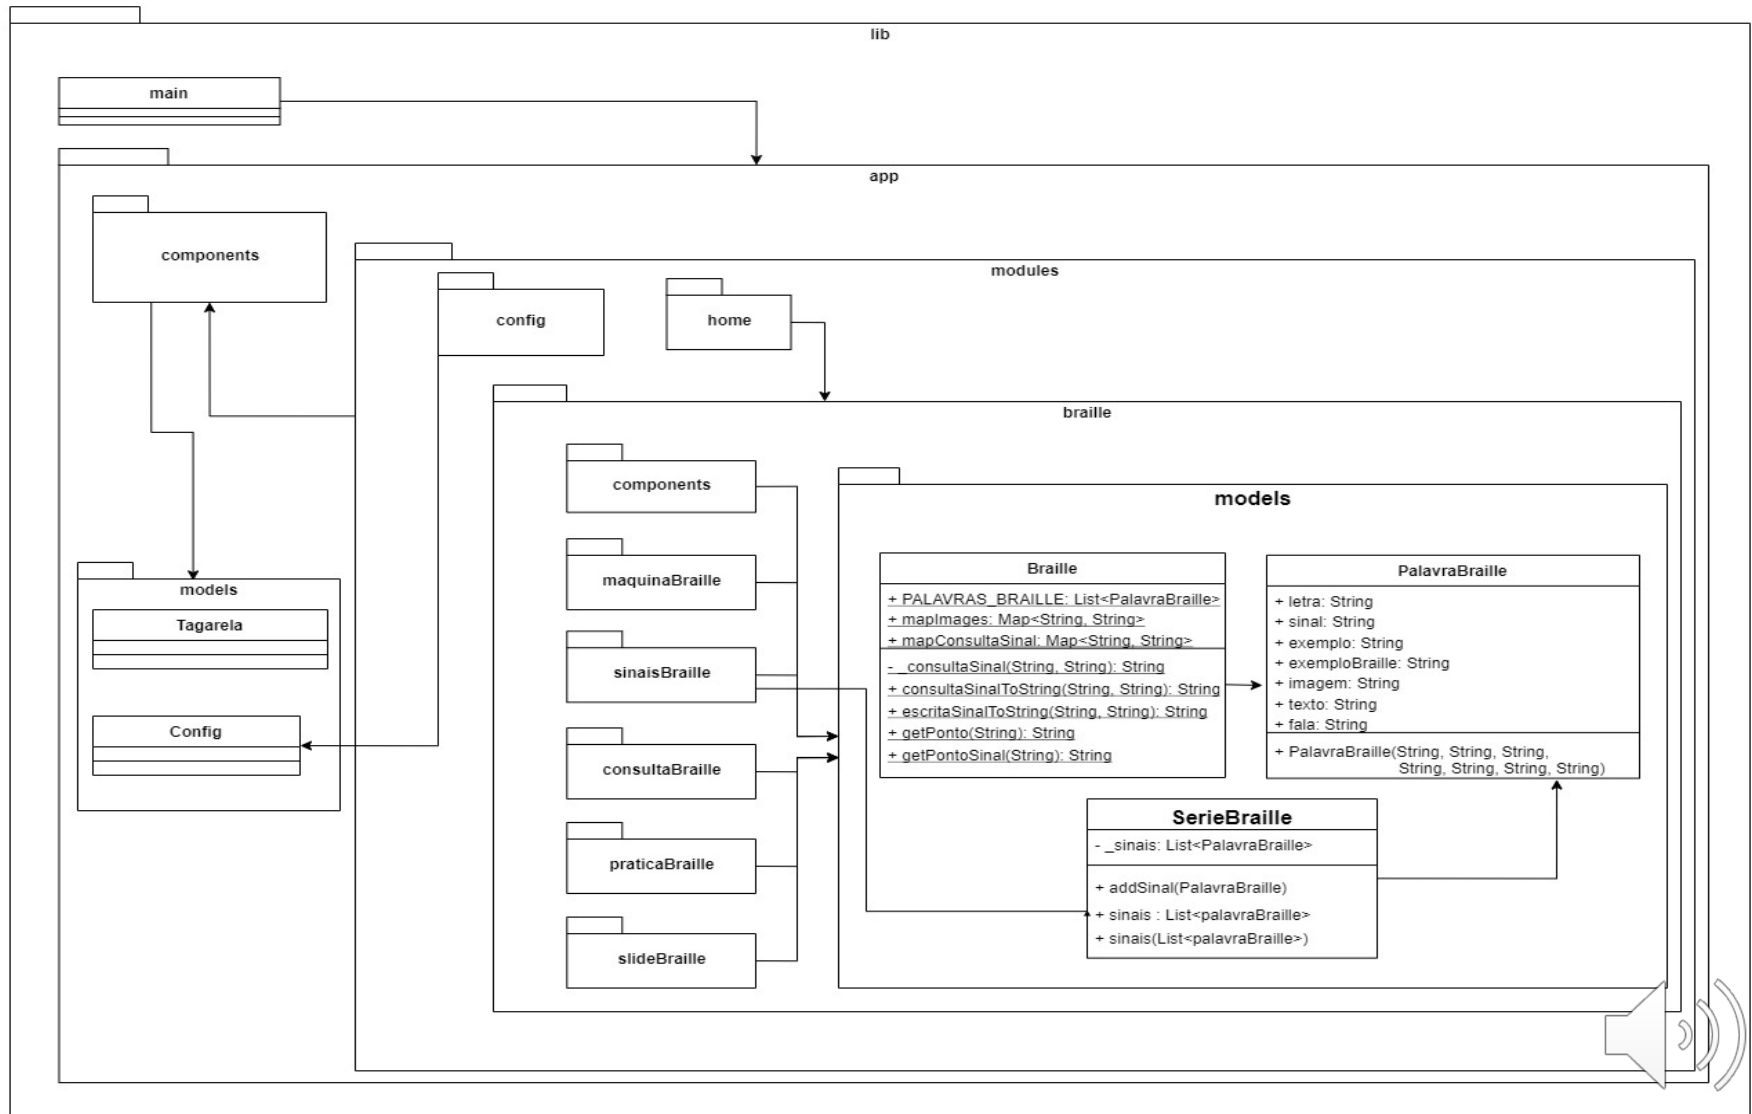 lib
main
app
components
modules
config
home
braille
components
maquinaBraille
sinaisBraille
consultaBraille
praticaBraille
slideBraille
models
Tagarela
Config
models
Braille
+ PALAVRAS_BRAILLE: List<PalavraBraille>
+ mapImages: Map<String, String>
+ mapConsultaSinal: Map<String, String>
- _consultaSinal(String, String): String
+ consultaSinalToString(String, String): String
+ escritaSinalToString(String, String): String
+ getPonto(String): String
+ getPontoSinal(String): String
PalavraBraille
+ letra: String
+ sinal: String
+ exemplo: String
+ exemploBraille: String
+ imagem: String
+ texto: String
+ fala: String
+ PalavraBraille(String, String, String,
String, String, String, String)
SerieBraille
- _sinais: List<PalavraBraille>
+ addSinal(PalavraBraille)
+ sinais : List<palavraBraille>
+ sinais(List<palavraBraille>)